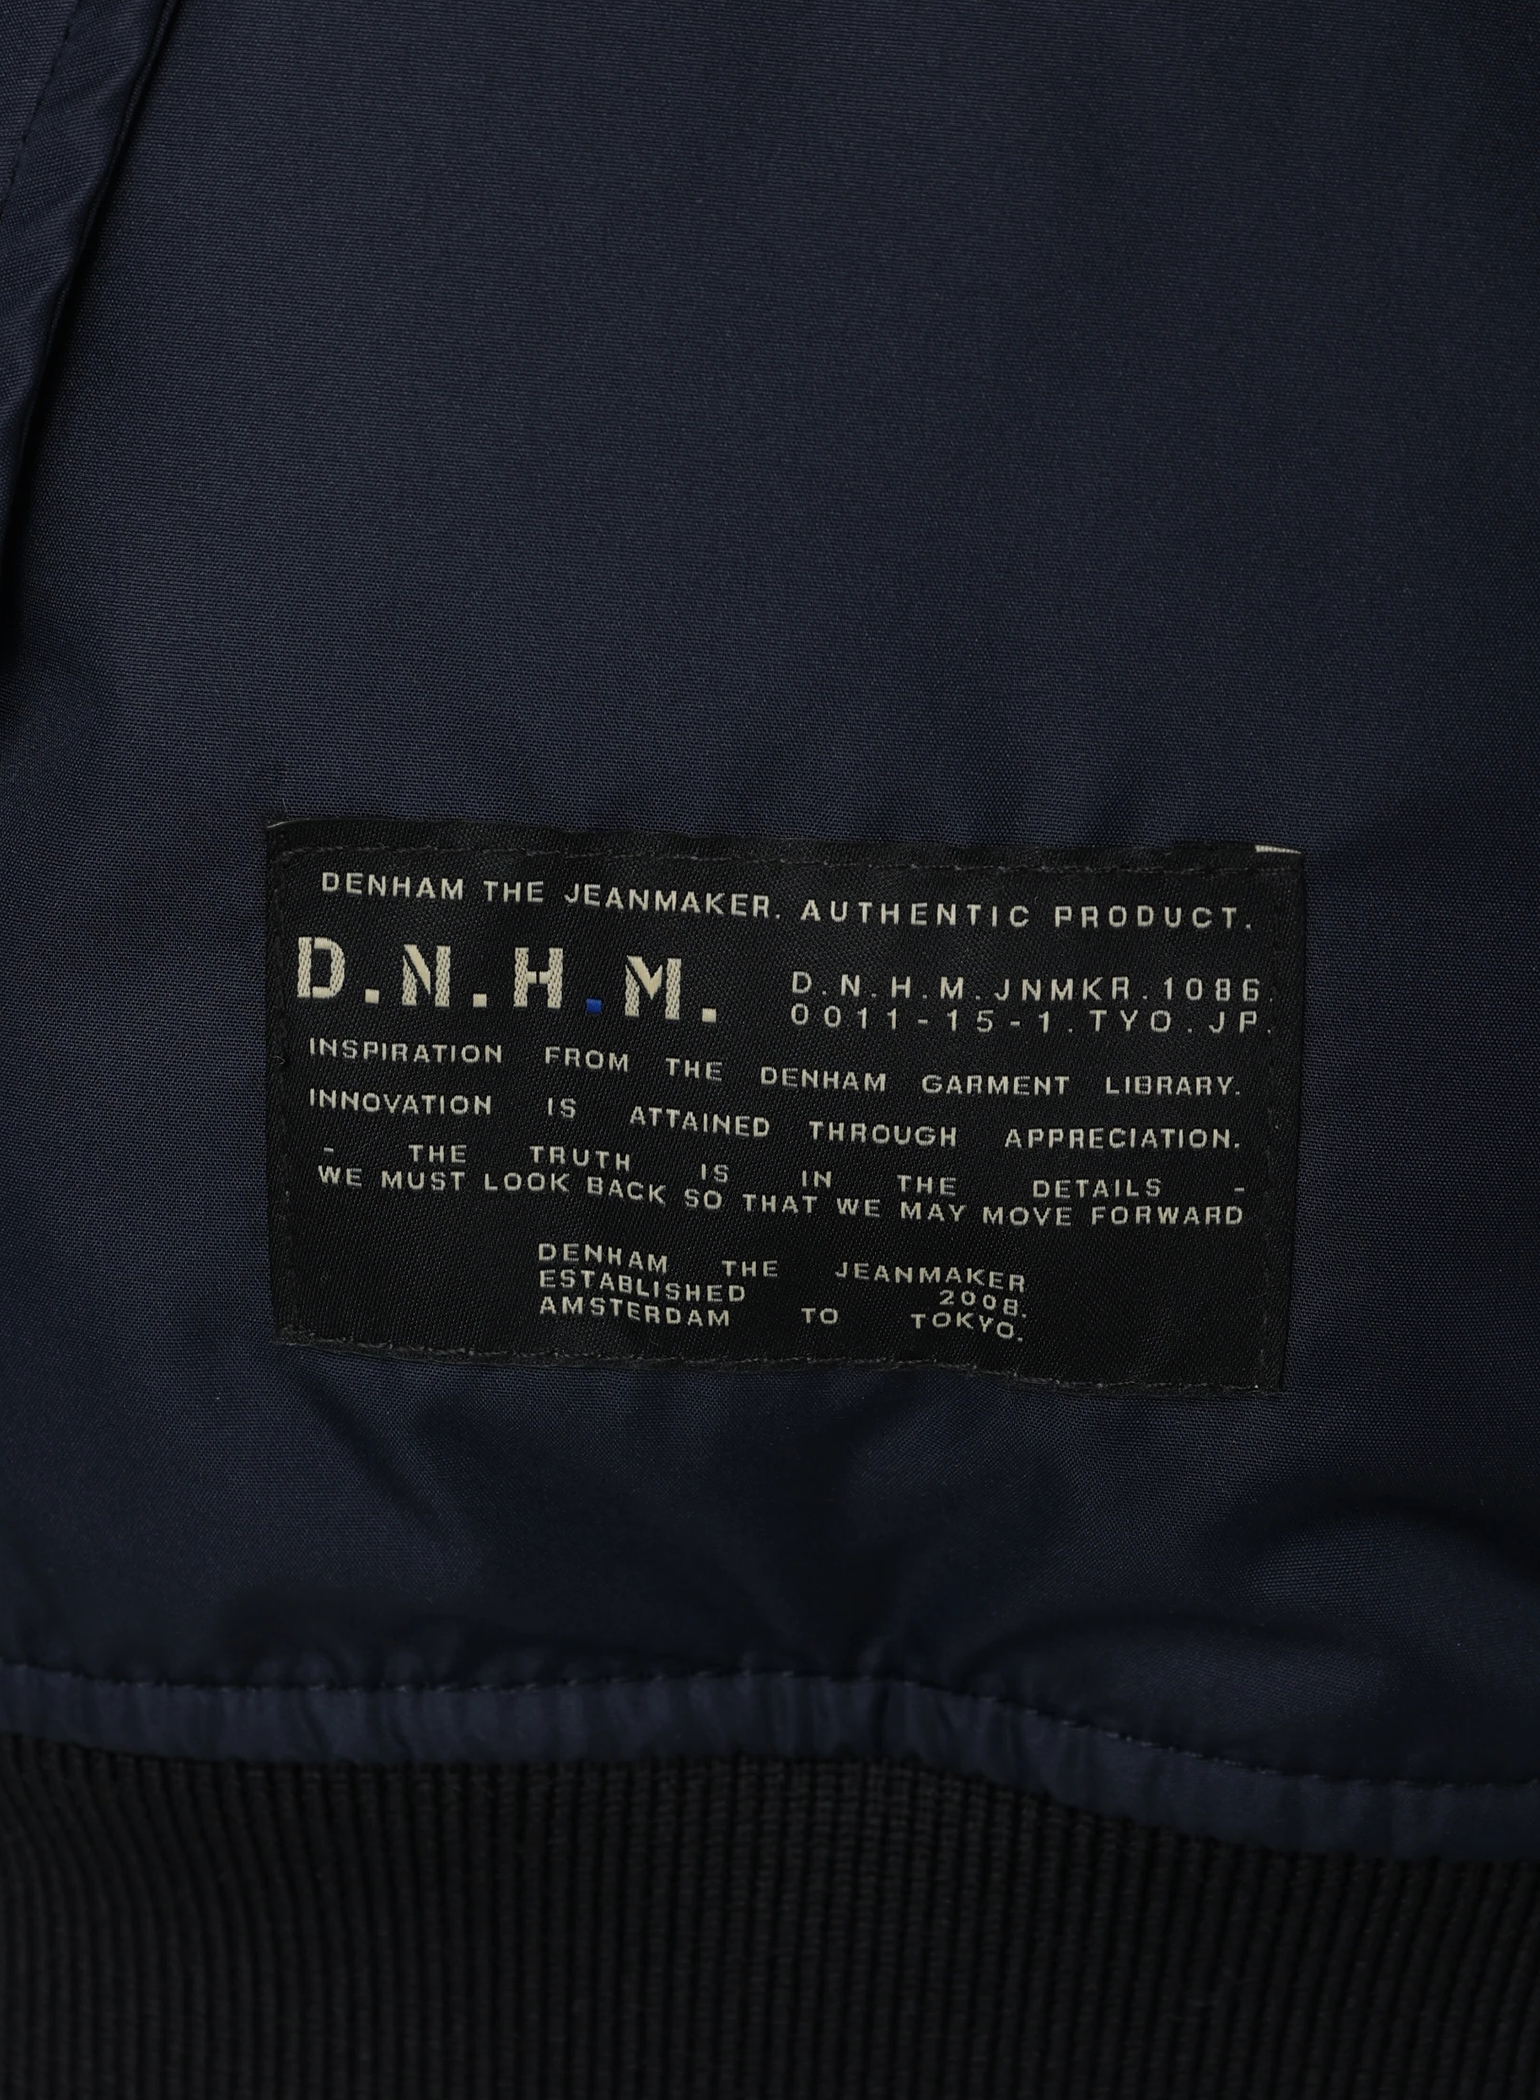 DENHAM THE JEANMAKER. AUTHENTIC PRODUCT.
D.N.H.M.
D.N.H.M.JNMKR.1086.
0011-15-1.TYO.JP.
INSPIRATION FROM THE DENHAM GARMENT LIBRARY.
INNOVATION IS ATTAINED THROUGH APPRECIATION.
- THE TRUTH IS IN THE DETAILS -
WE MUST LOOK BACK SO THAT WE MAY MOVE FORWARD
DENHAM THE JEANMAKER
ESTABLISHED 2008.
AMSTERDAM TO TOKYO.